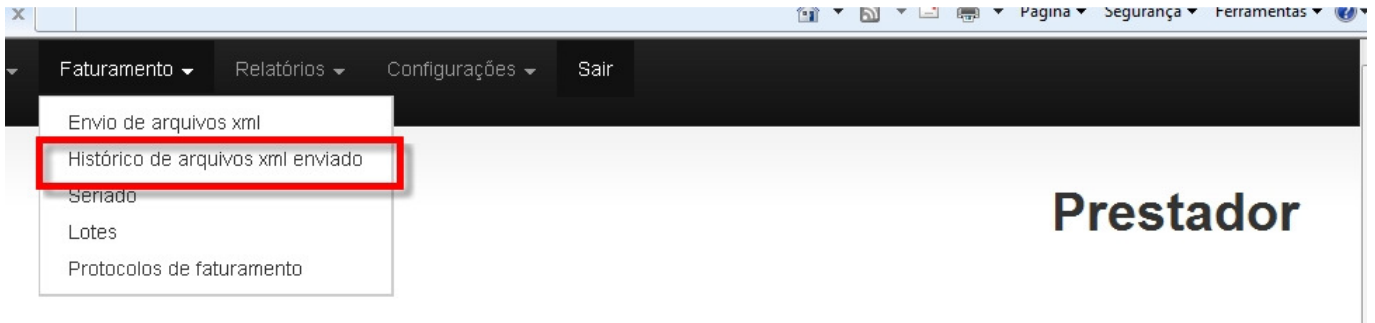 Página Segurança Ferramentas
Faturamento Relatórios Configurações Sair
Envio de arquivos xml
Histórico de arquivos xml enviado
Seriado
Lotes
Protocolos de faturamento
Prestador